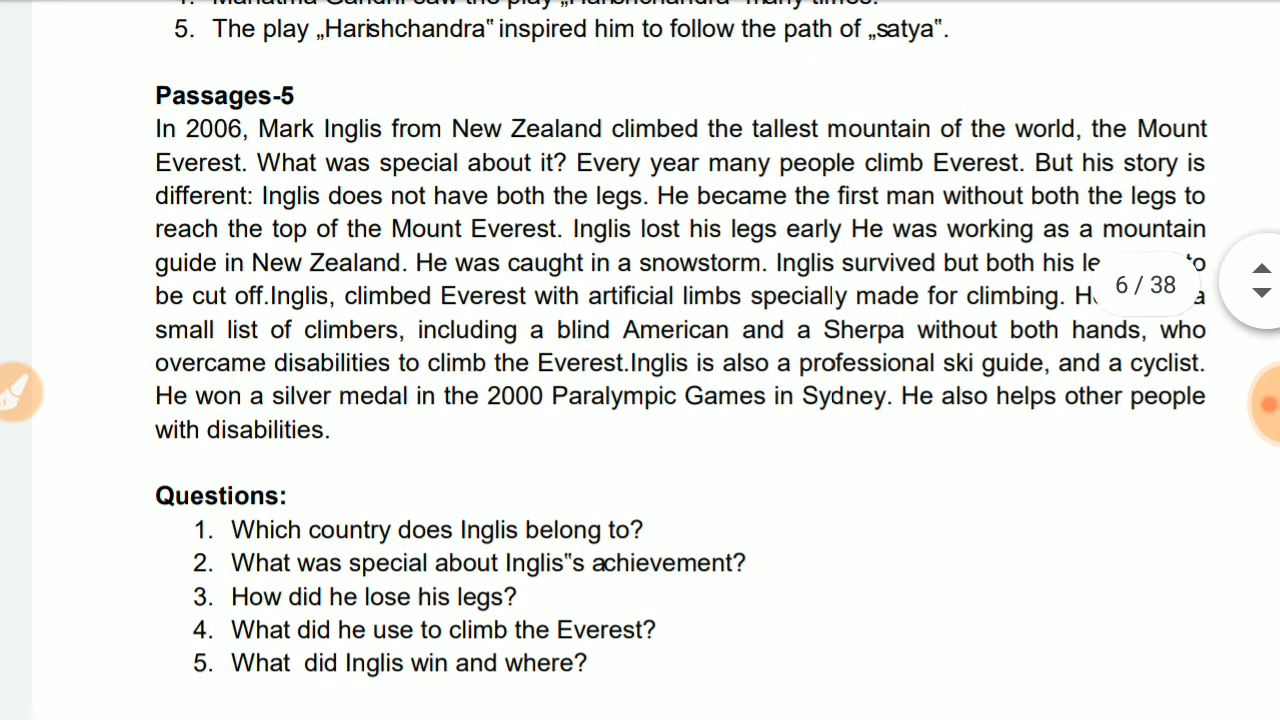 5. The play „Harishchandra‟ inspired him to follow the path of „satya‟.
Passages-5
In 2006, Mark Inglis from New Zealand climbed the tallest mountain of the world, the Mount
Everest. What was special about it? Every year many people climb Everest. But his story is
different: Inglis does not have both the legs. He became the first man without both the legs to
reach the top of the Mount Everest. Inglis lost his legs early He was working as a mountain
guide in New Zealand. He was caught in a snowstorm. Inglis survived but both his
be cut off.Inglis, climbed Everest with artificial limbs specially made for climbing.
6 / 38
small list of climbers, including a blind American and a Sherpa without both hands, who
overcame disabilities to climb the Everest.Inglis is also a professional ski guide, and a cyclist.
He won a silver medal in the 2000 Paralympic Games in Sydney. He also helps other people
with disabilities.
Questions:
1. Which country does Inglis belong to?
2. What was special about Inglis‟s achievement?
3. How did he lose his legs?
4. What did he use to climb the Everest?
5. What did Inglis win and where?